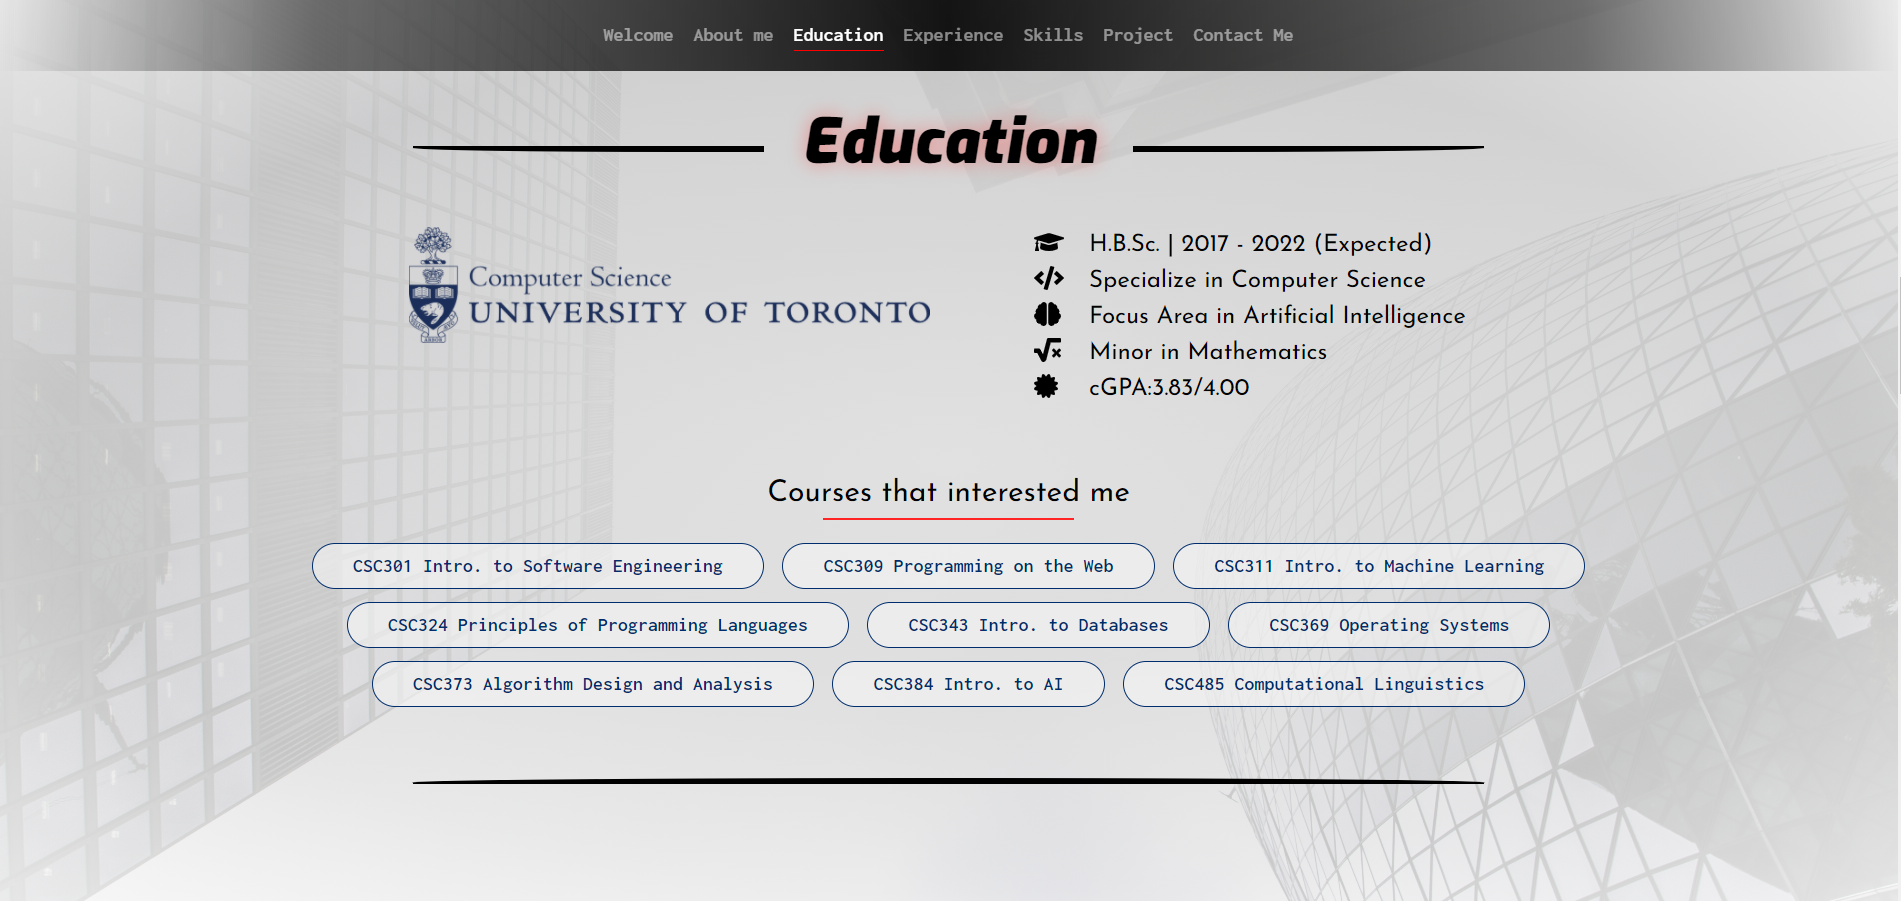 Welcome About me Education Experience Skills Project Contact Me
Education
Computer Science
UNIVERSITY OF TORONTO
H.B.Sc. | 2017 - 2022 (Expected)
Specialize in Computer Science
Focus Area in Artificial Intelligence
Minor in Mathematics
cGPA:3.83/4.00
Courses that interested me
CSC301 Intro. to Software Engineering
CSC309 Programming on the Web
CSC311 Intro. to Machine Learning
CSC324 Principles of Programming Languages
CSC343 Intro. to Databases
CSC369 Operating Systems
CSC373 Algorithm Design and Analysis
CSC384 Intro. to AI
CSC485 Computational Linguistics